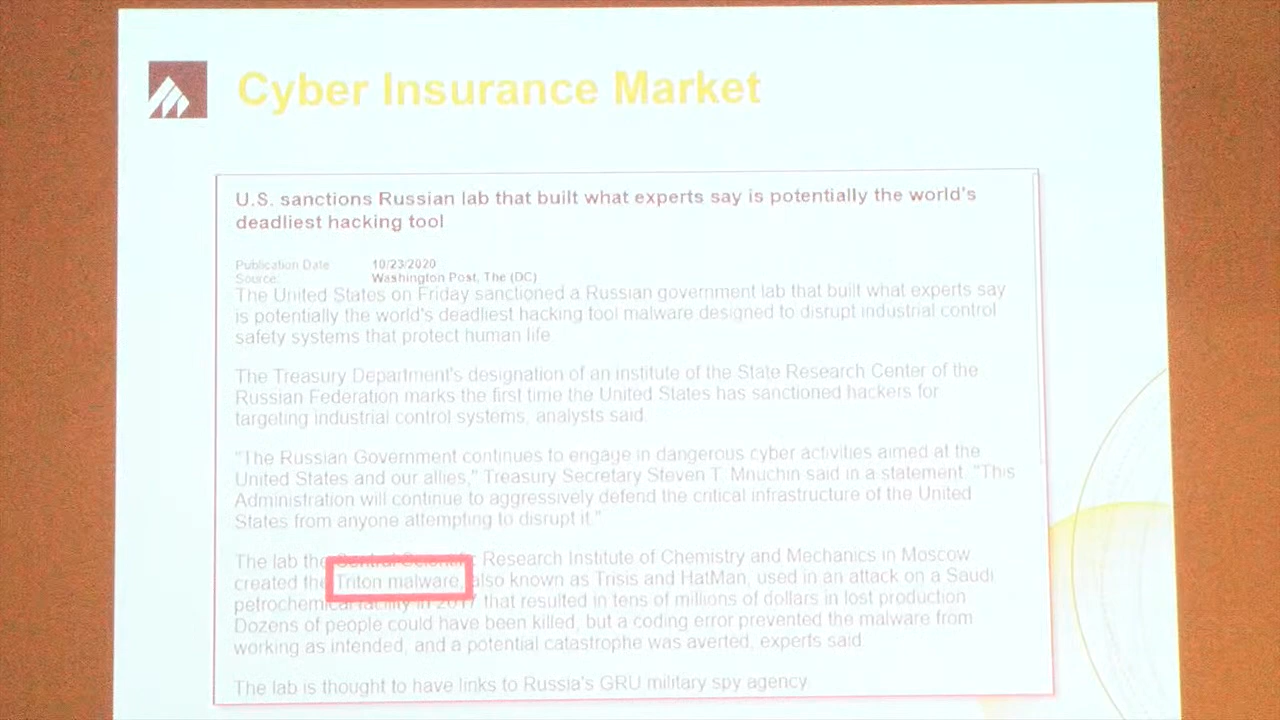 Cyber Insurance Market
U.S. sanctions Russian lab that built what experts say is potentially the world's
deadliest hacking tool
Publication Date 10/23/2020
Source Washington Post, The (DC)
The United States on Friday sanctioned a Russian government lab that built what experts say
is potentially the world's deadliest hacking tool malware designed to disrupt industrial control
safety systems that protect human life.
The Treasury Department's designation of an institute of the State Research Center of the
Russian Federation marks the first time the United States has sanctioned hackers for
targeting industrial control systems, analysts said.
"The Russian Government continues to engage in dangerous cyber activities aimed at the
United States and our allies," Treasury Secretary Steven T. Mnuchin said in a statement. "This
Administration will continue to aggressively defend the critical infrastructure of the United
States from anyone attempting to disrupt it."
The lab the Central Scientific Research Institute of Chemistry and Mechanics in Moscow
created the Triton malware, also known as Trisis and HatMan, used in an attack on a Saudi
petrochemical facility in 2017 that resulted in tens of millions of dollars in lost production
Dozens of people could have been killed, but a coding error prevented the malware from
working as intended, and a potential catastrophe was averted, experts said.
The lab is thought to have links to Russia's GRU military spy agency